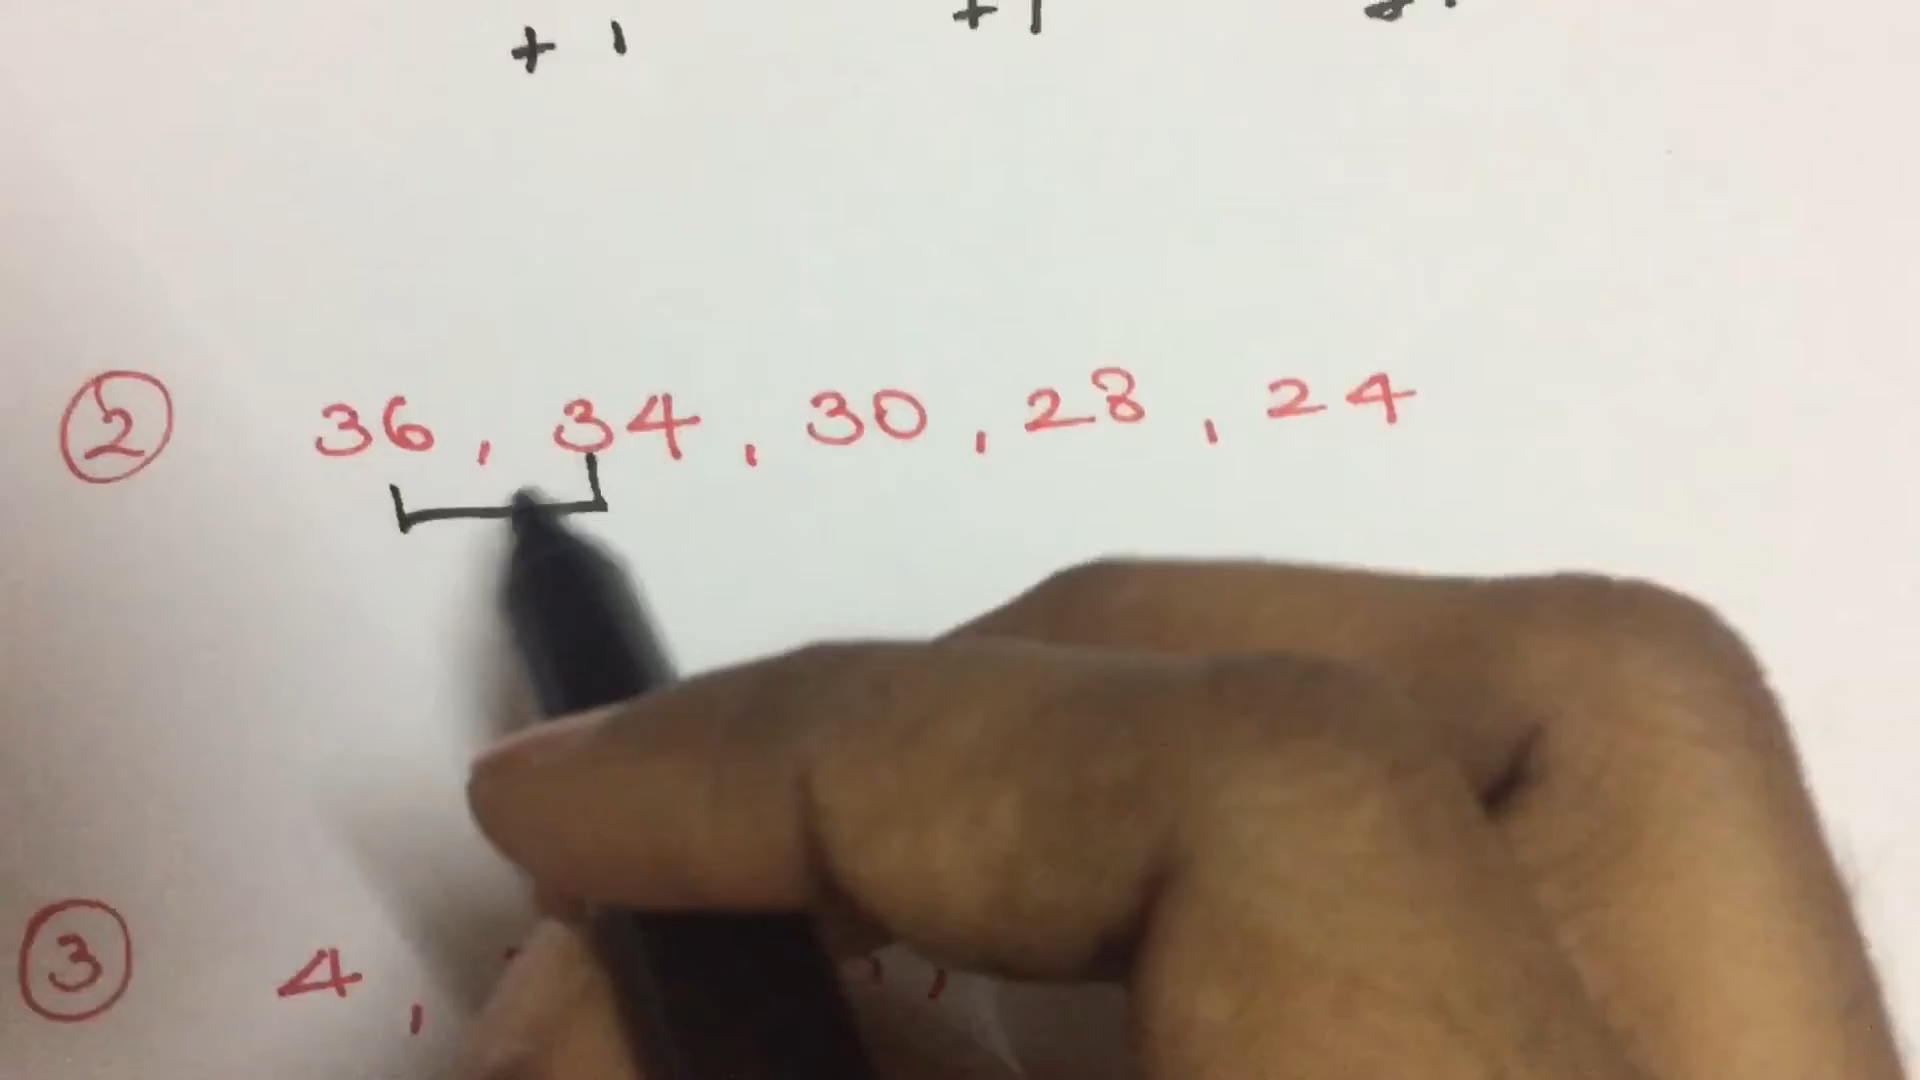 + 1 + 1
② 36, 34, 30, 28, 24
③ 4,